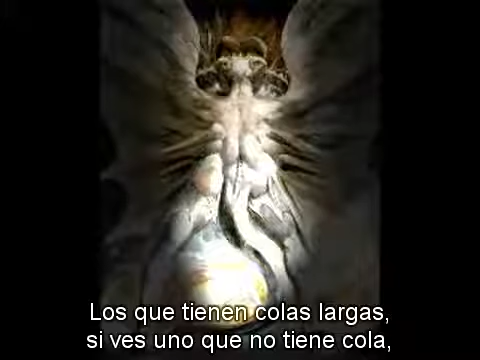 Los que tienen colas largas,
si ves uno que no tiene cola,